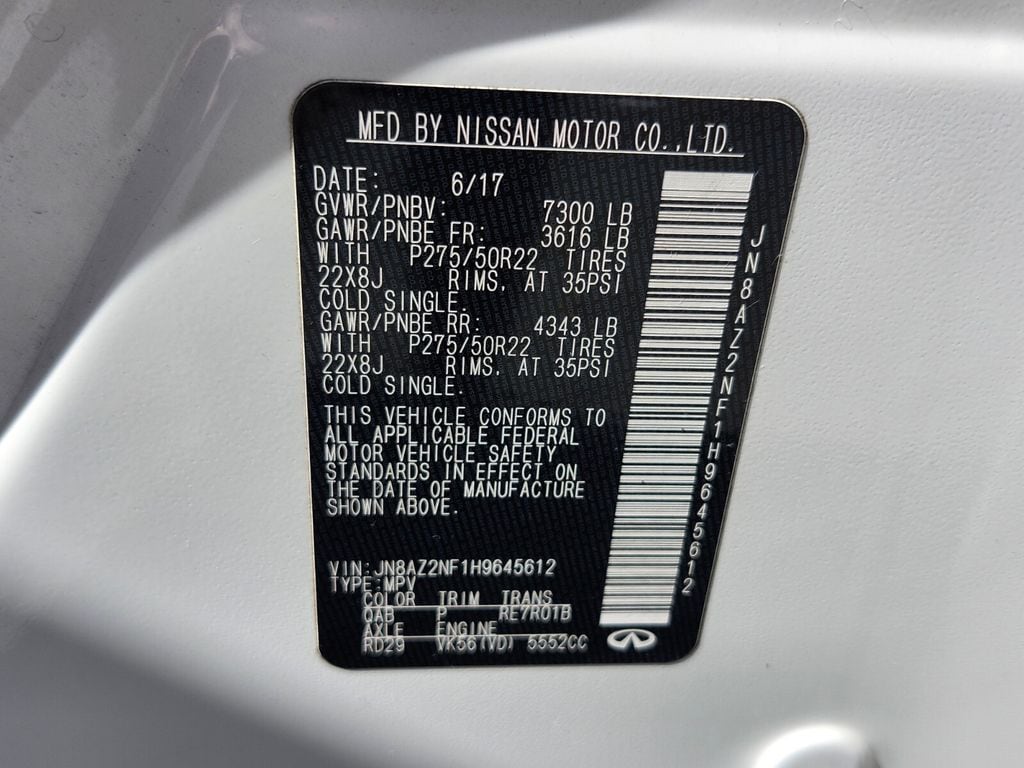 MFD BY NISSAN MOTOR CO.,LTD.
DATE: 6/17
GVWR/PNBV: 7300 LB
GAWR/PNBE FR: 3616 LB
WITH P275/50R22 TIRES
22X8J RIMS, AT 35PSI
COLD SINGLE.
GAWR/PNBE RR: 4343 LB
WITH P275/50R22 TIRES
22X8J RIMS, AT 35PSI
COLD SINGLE.
THIS VEHICLE CONFORMS TO
ALL APPLICABLE FEDERAL
MOTOR VEHICLE SAFETY
STANDARDS IN EFFECT ON
THE DATE OF MANUFACTURE
SHOWN ABOVE.
VIN:JN8AZ2NF1H9645612
TYPE:MPV
COLOR TRIM TRANS
QAB P RE7R01B
AXLE ENGINE
RD29 VK56(VD) 5552CC
JN8AZ2NF1H9645612